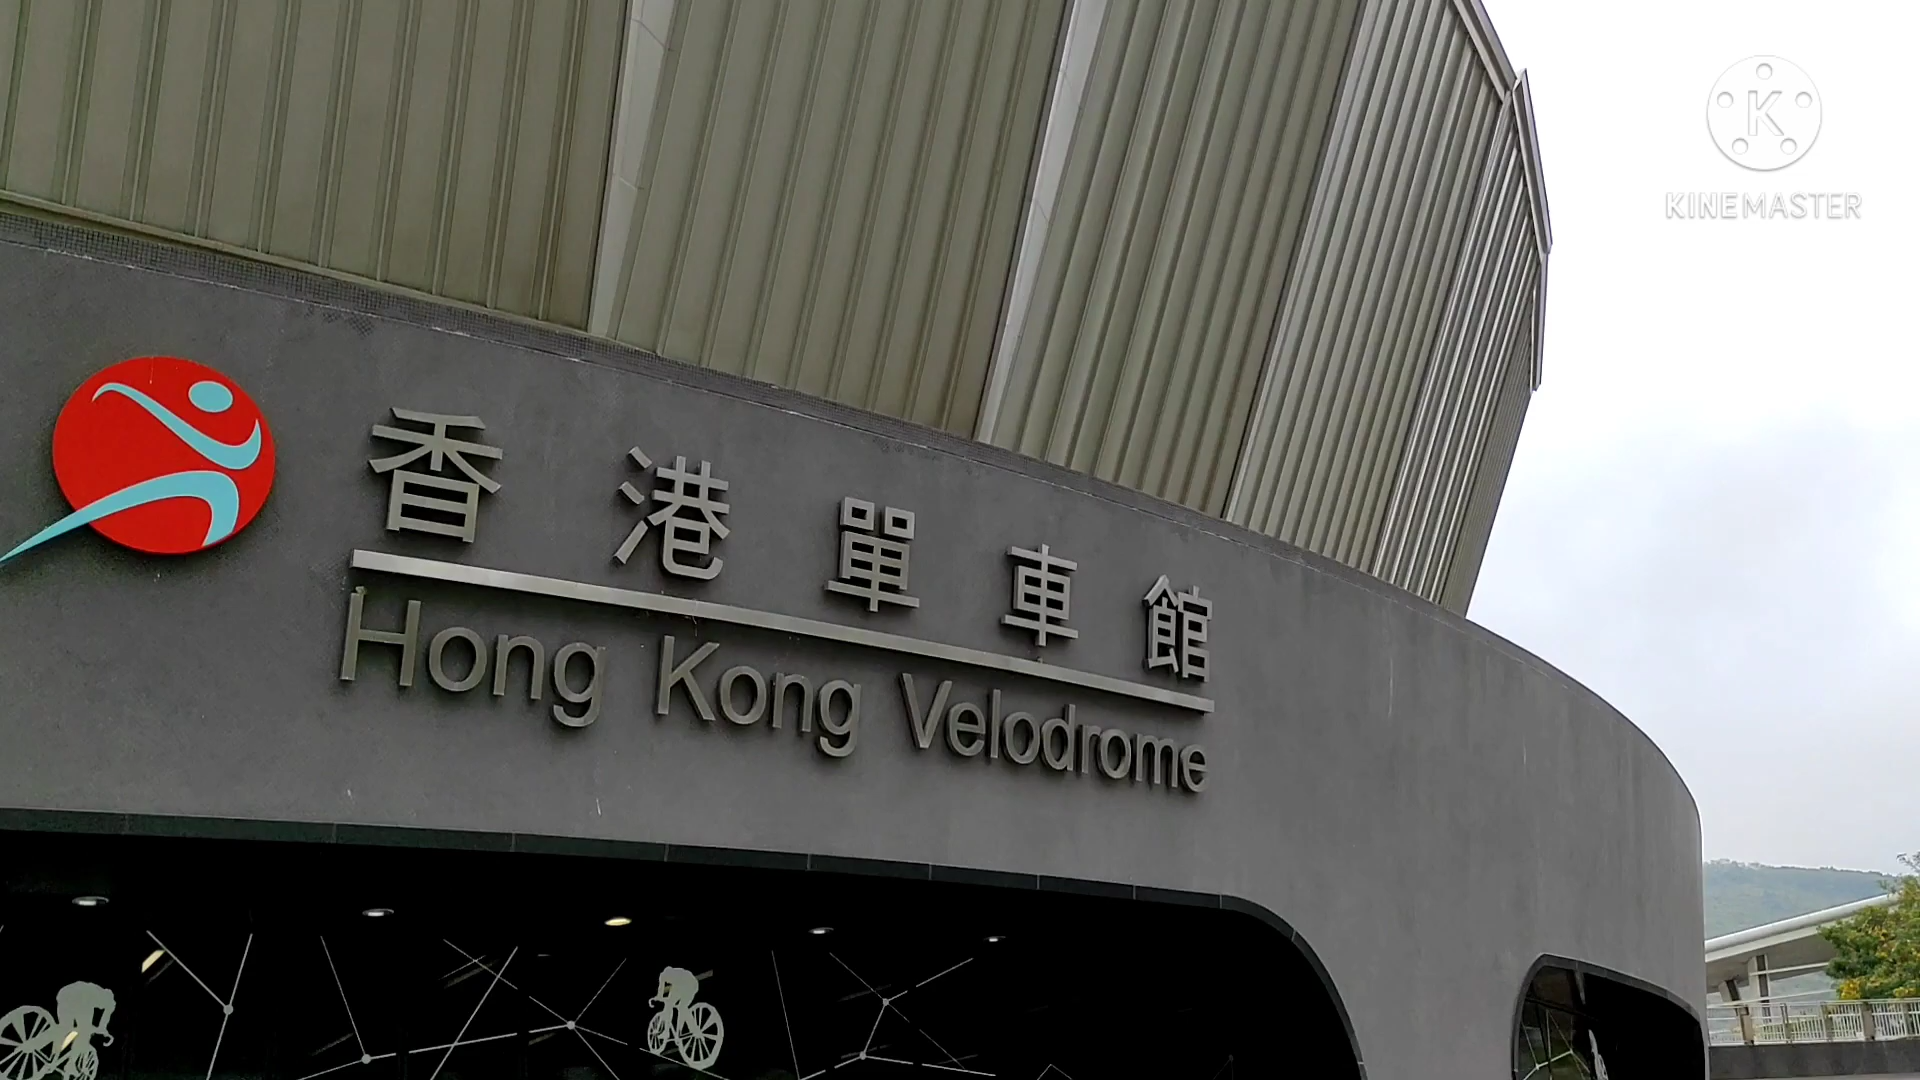 香港單車館
Hong Kong Velodrome
K
KINEMASTER